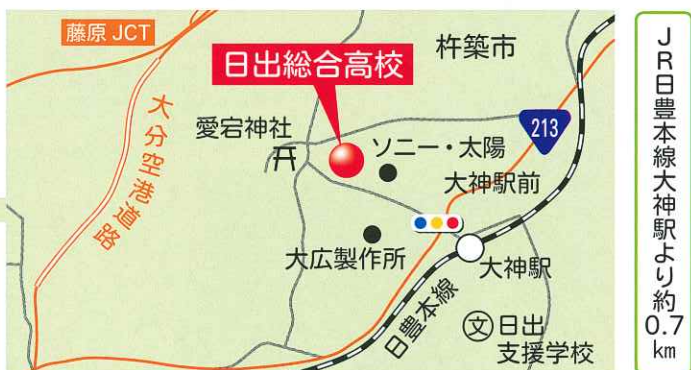 藤原 JCT
日出総合高校
杵築市
大分空港道路
愛宕神社
213
ソニー・太陽
大神駅前
大広製作所
大神駅
日豊本線
文
日出
支援学校
JR日豊本線大神駅より約0.7km